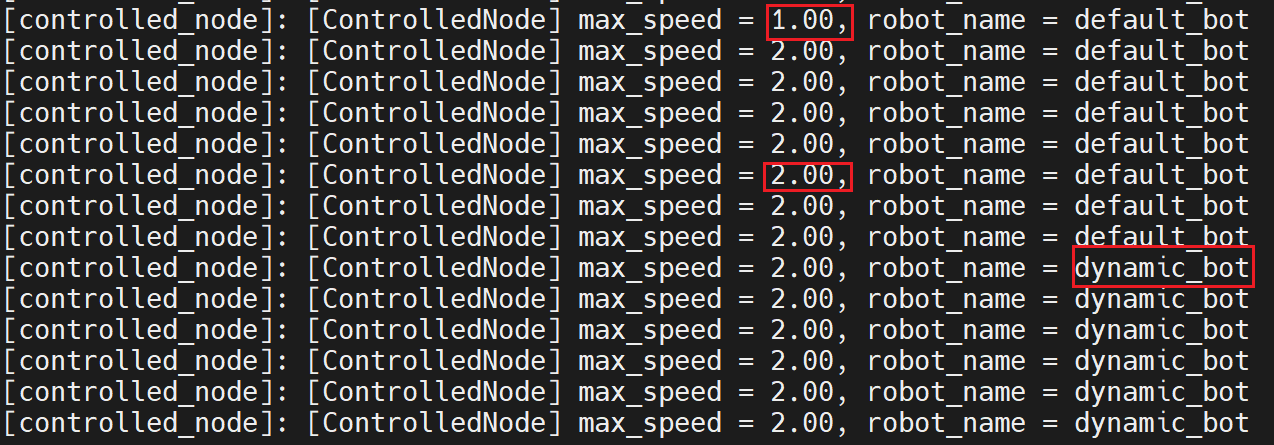 [controlled_node]: [ControlledNode] max_speed = 1.00, robot_name = default_bot
[controlled_node]: [ControlledNode] max_speed = 2.00, robot_name = default_bot
[controlled_node]: [ControlledNode] max_speed = 2.00, robot_name = default_bot
[controlled_node]: [ControlledNode] max_speed = 2.00, robot_name = default_bot
[controlled_node]: [ControlledNode] max_speed = 2.00, robot_name = default_bot
[controlled_node]: [ControlledNode] max_speed = 2.00, robot_name = default_bot
[controlled_node]: [ControlledNode] max_speed = 2.00, robot_name = default_bot
[controlled_node]: [ControlledNode] max_speed = 2.00, robot_name = default_bot
[controlled_node]: [ControlledNode] max_speed = 2.00, robot_name = dynamic_bot
[controlled_node]: [ControlledNode] max_speed = 2.00, robot_name = dynamic_bot
[controlled_node]: [ControlledNode] max_speed = 2.00, robot_name = dynamic_bot
[controlled_node]: [ControlledNode] max_speed = 2.00, robot_name = dynamic_bot
[controlled_node]: [ControlledNode] max_speed = 2.00, robot_name = dynamic_bot
[controlled_node]: [ControlledNode] max_speed = 2.00, robot_name = dynamic_bot